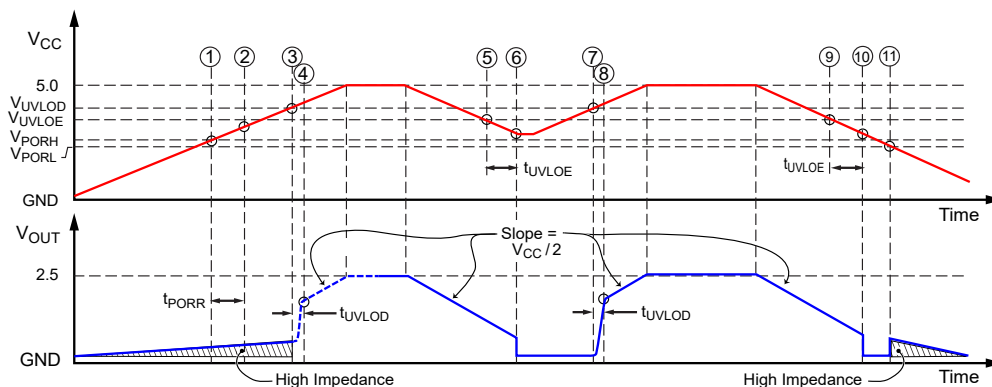 V_CC
1 2 3 5 6 7 9 10 11
4 8
5.0
V_UVLOD
V_UVLOE
V_PORH
V_PORL
t_UVLOE t_UVLOE
GND
Time
V_OUT
Slope =
V_CC / 2
2.5
t_PORR
t_UVLOD t_UVLOD
GND
High Impedance High Impedance
Time